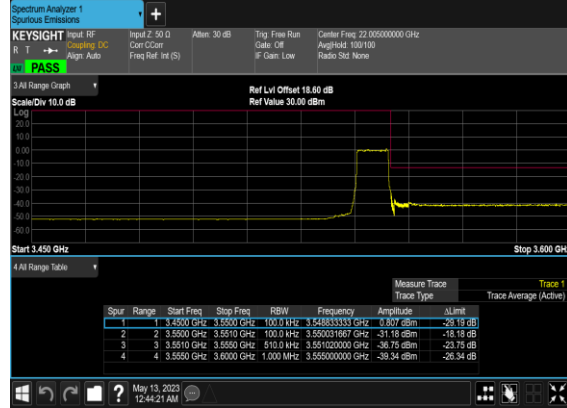 Spectrum Analyzer 1
Spurious Emissions
+
KEYSIGHT Input: RF Input Z: 50 Ω Atten: 30 dB Trig: Free Run Center Freq: 22.005000000 GHz
R T Coupling: DC Corr CCorr Gate: Off Avg|Hold: 100/100
Align: Auto Freq Ref: Int (S) IF Gain: Low Radio Std: None
PASS
3 All Range Graph
Ref Lvl Offset 18.60 dB
Scale/Div 10.0 dB Ref Value 30.00 dBm
Log
20.0
10.0
0.00
-10.0
-20.0
-30.0
-40.0
-50.0
-60.0
Start 3.450 GHz Stop 3.600 GHz
4 All Range Table
Measure Trace Trace 1
Trace Type Trace Average (Active)
Spur Range Start Freq Stop Freq RBW Frequency Amplitude ΔLimit
1 1 3.4500 GHz 3.5500 GHz 100.0 kHz 3.548833333 GHz 0.807 dBm -29.19 dB
2 2 3.5500 GHz 3.5510 GHz 100.0 kHz 3.550031667 GHz -31.18 dBm -18.18 dB
3 3 3.5510 GHz 3.5550 GHz 510.0 kHz 3.551020000 GHz -36.75 dBm -23.75 dB
4 4 3.5550 GHz 3.6000 GHz 1.000 MHz 3.555000000 GHz -39.34 dBm -26.34 dB
? May 13, 2023
12:44:21 AM